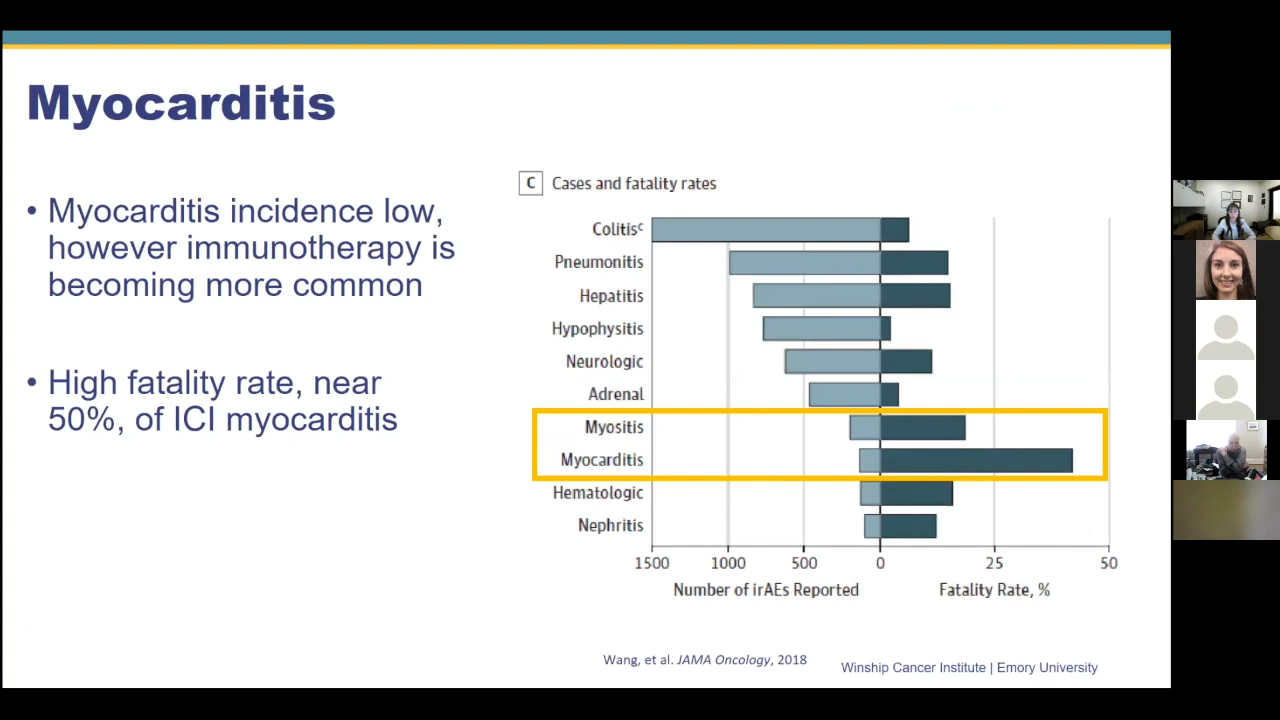 Myocarditis
• Myocarditis incidence low,
however immunotherapy is
becoming more common
• High fatality rate, near
50%, of ICI myocarditis
C Cases and fatality rates
Colitisᶜ
Pneumonitis
Hepatitis
Hypophysitis
Neurologic
Adrenal
Myositis
Myocarditis
Hematologic
Nephritis
1500 1000 500 0 25 50
Number of irAEs Reported Fatality Rate, %
Wang, et al. JAMA Oncology, 2018
Winship Cancer Institute | Emory University